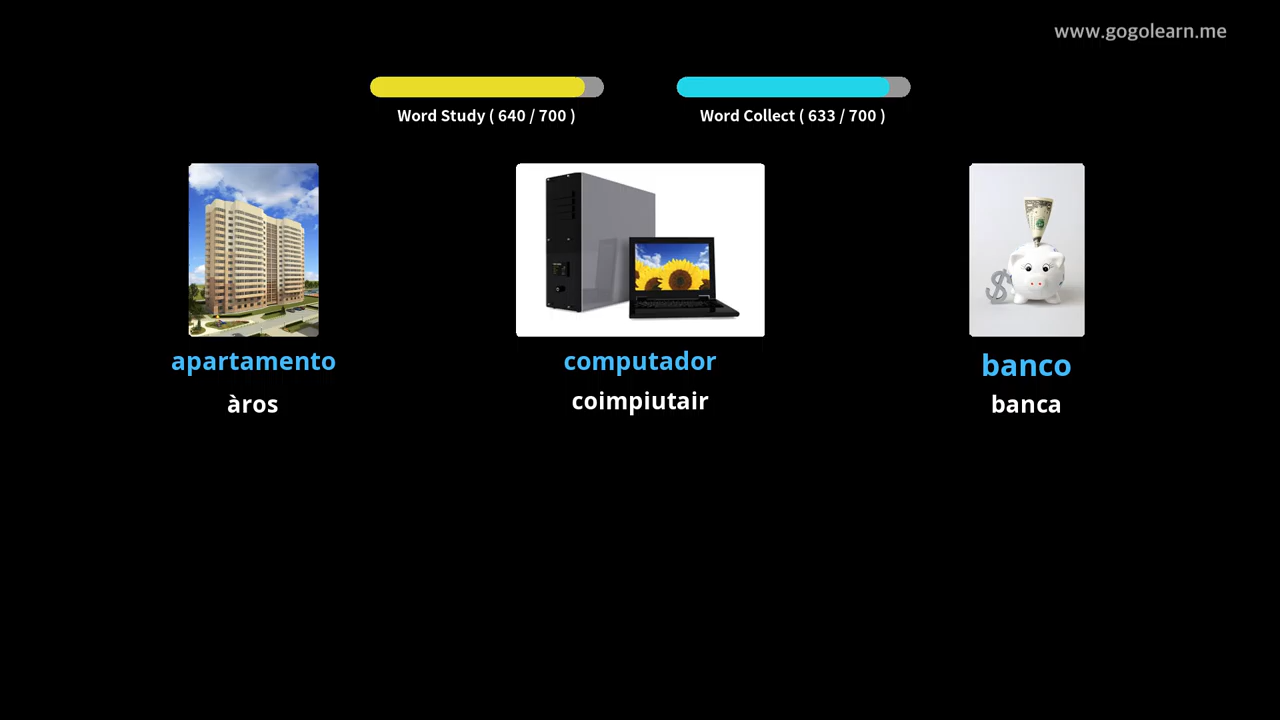 www.gogolearn.me
Word Study ( 640 / 700 )
Word Collect ( 633 / 700 )
apartamento
computador
banco
àros
coimpiutair
banca